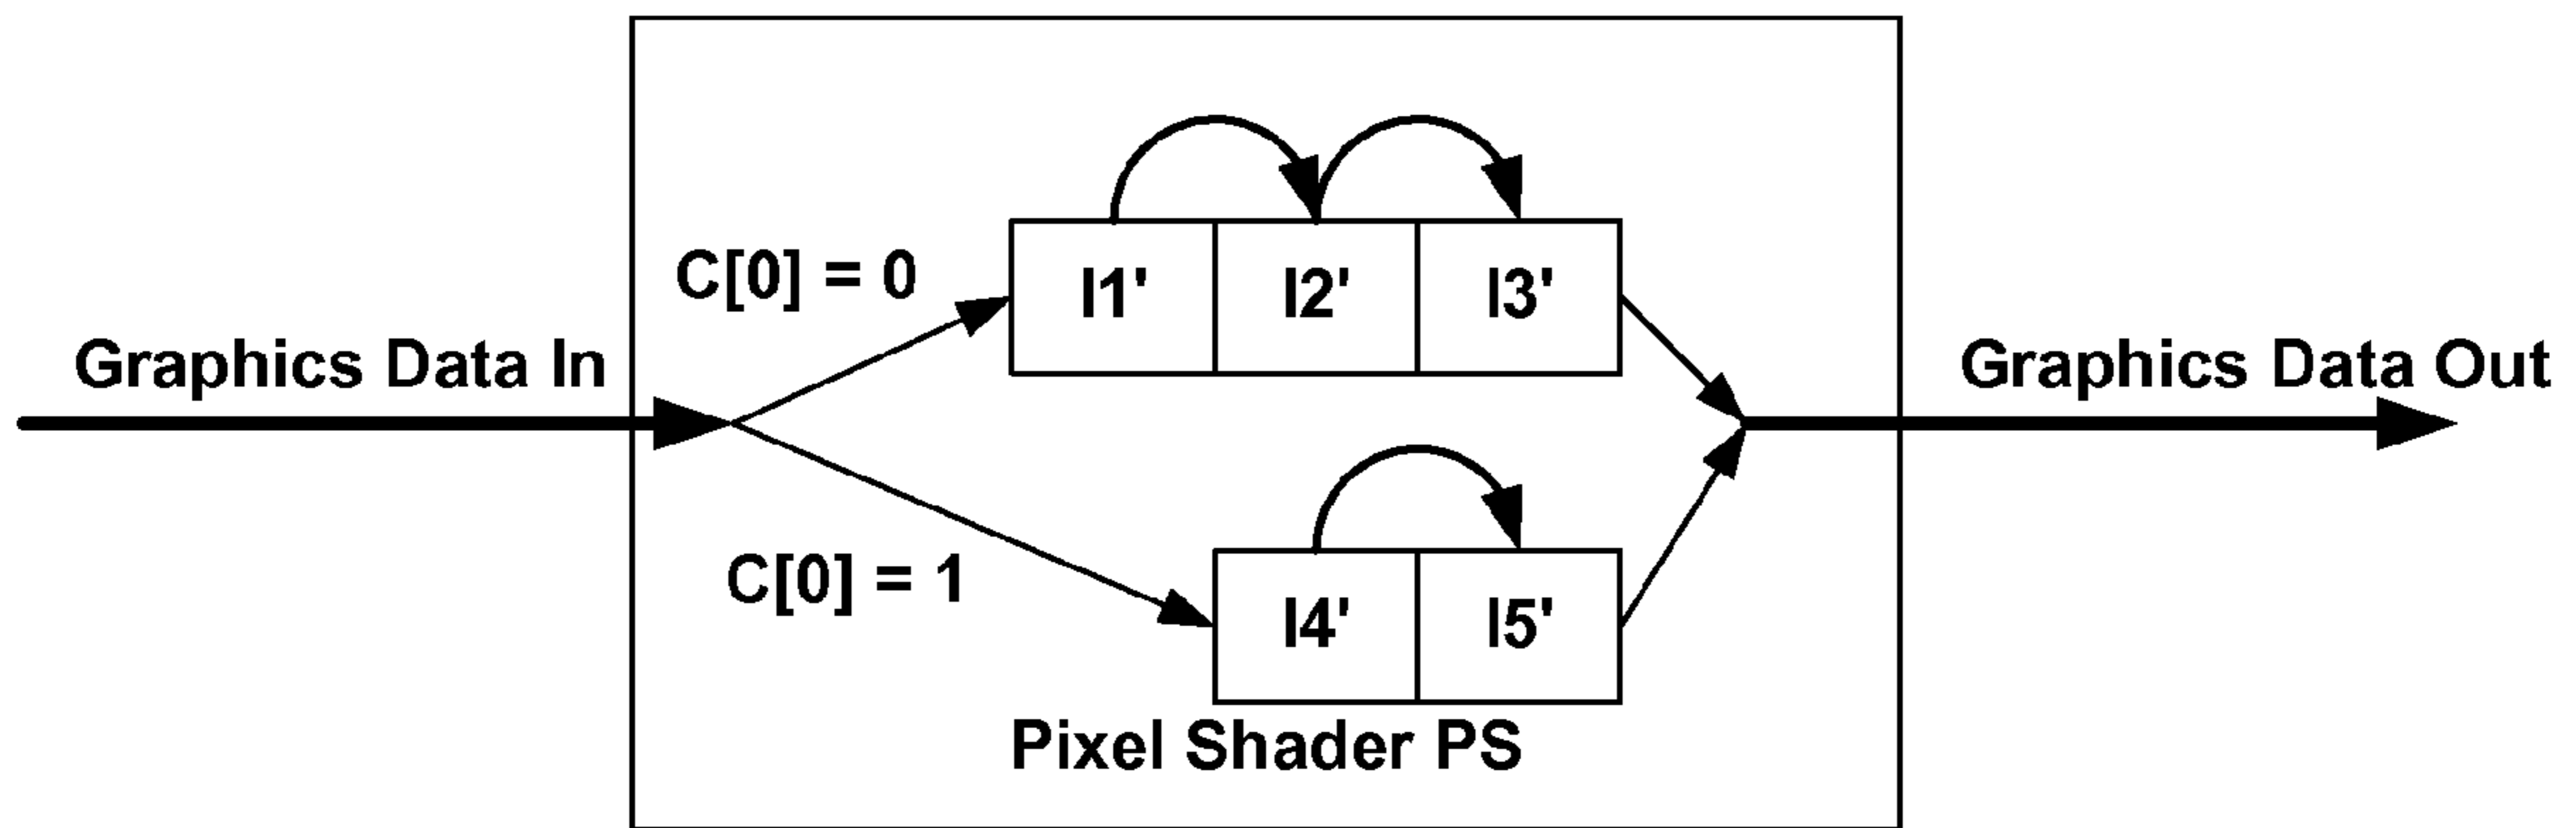 C[0] = 0
I1' I2' I3'
Graphics Data In
Graphics Data Out
C[0] = 1
I4' I5'
Pixel Shader PS